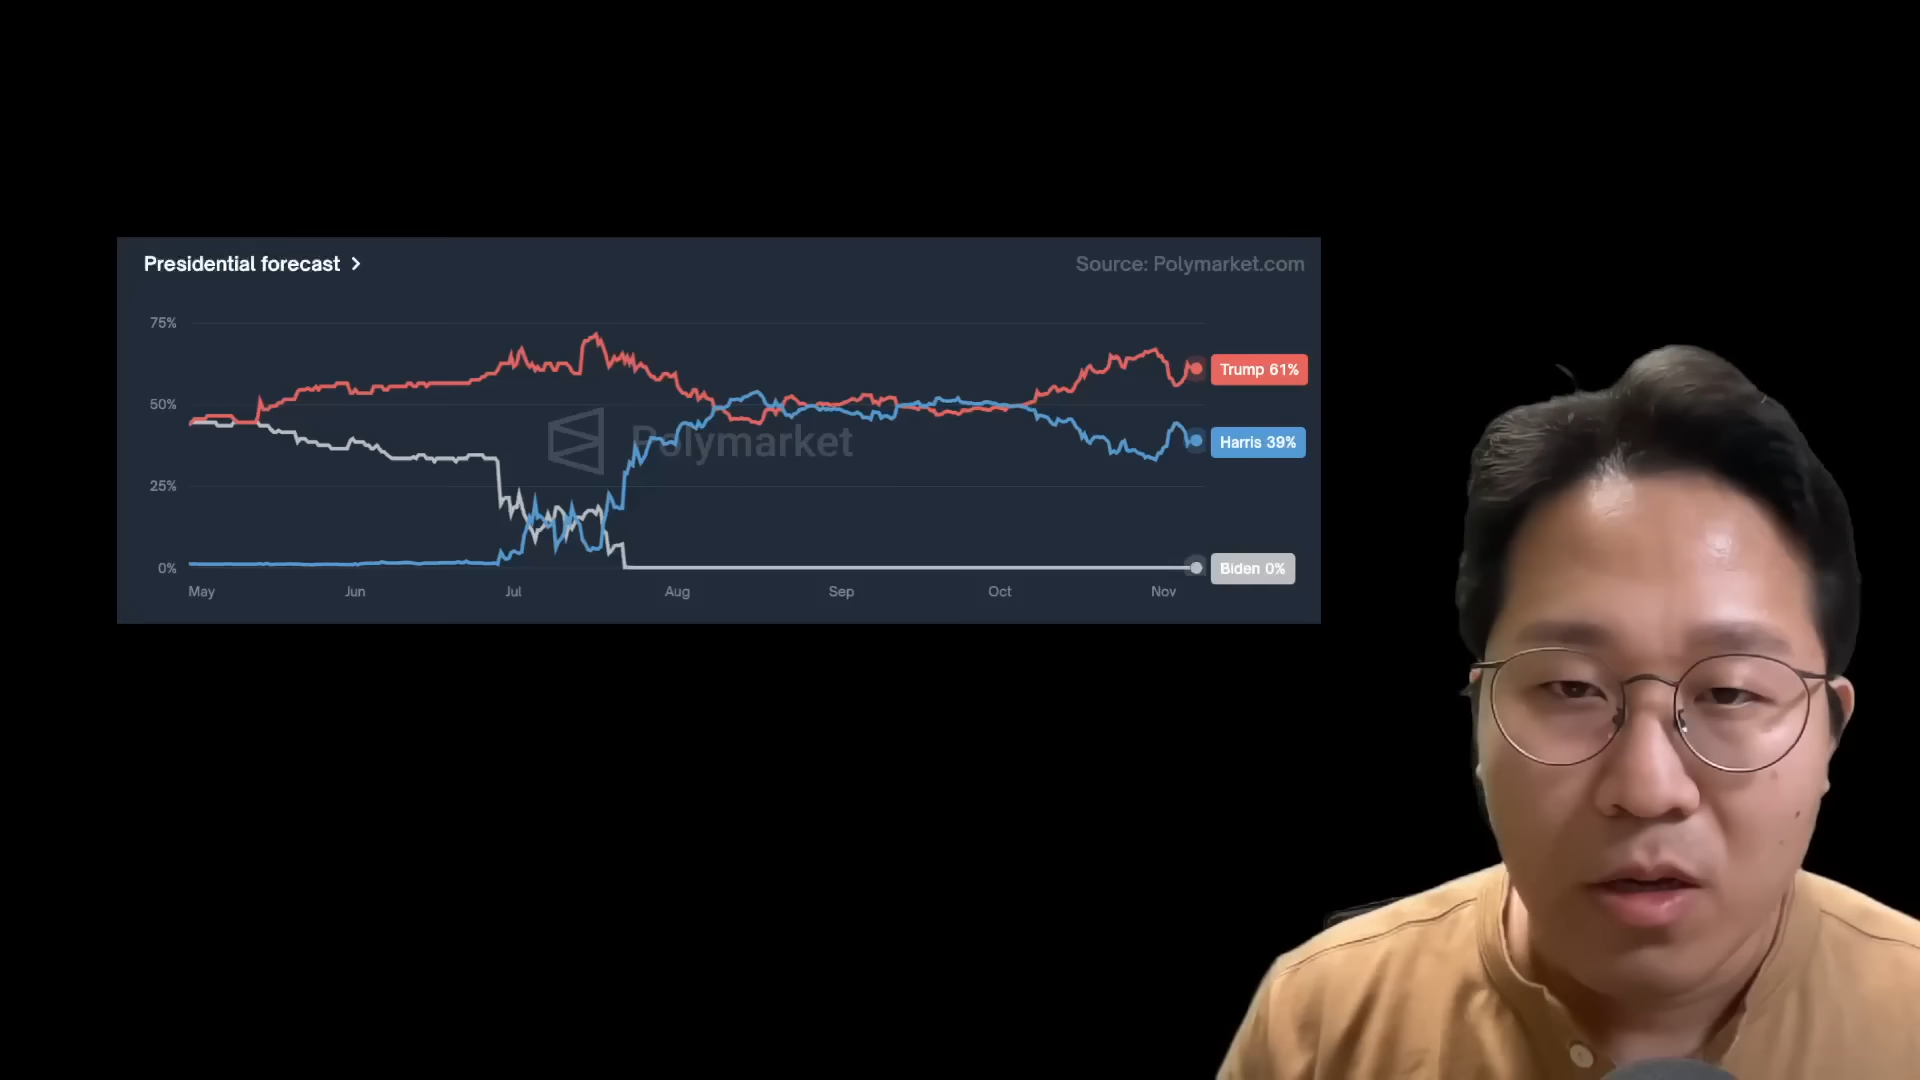 Presidential forecast >
Source: Polymarket.com
75%
50%
25%
0%
Polymarket
Trump 61%
Harris 39%
Biden 0%
May Jun Jul Aug Sep Oct Nov